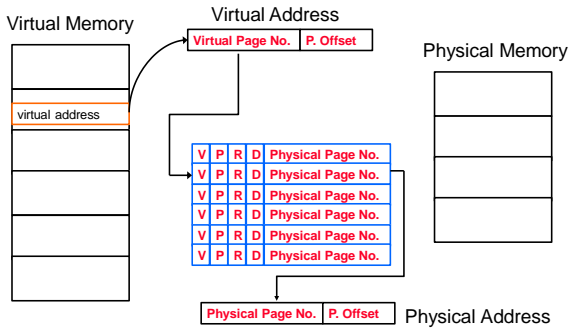 Virtual Address
Virtual Memory
Virtual Page No. P. Offset
Physical Memory
virtual address
V P R D Physical Page No.
V P R D Physical Page No.
V P R D Physical Page No.
V P R D Physical Page No.
V P R D Physical Page No.
V P R D Physical Page No.
Physical Page No. P. Offset
Physical Address